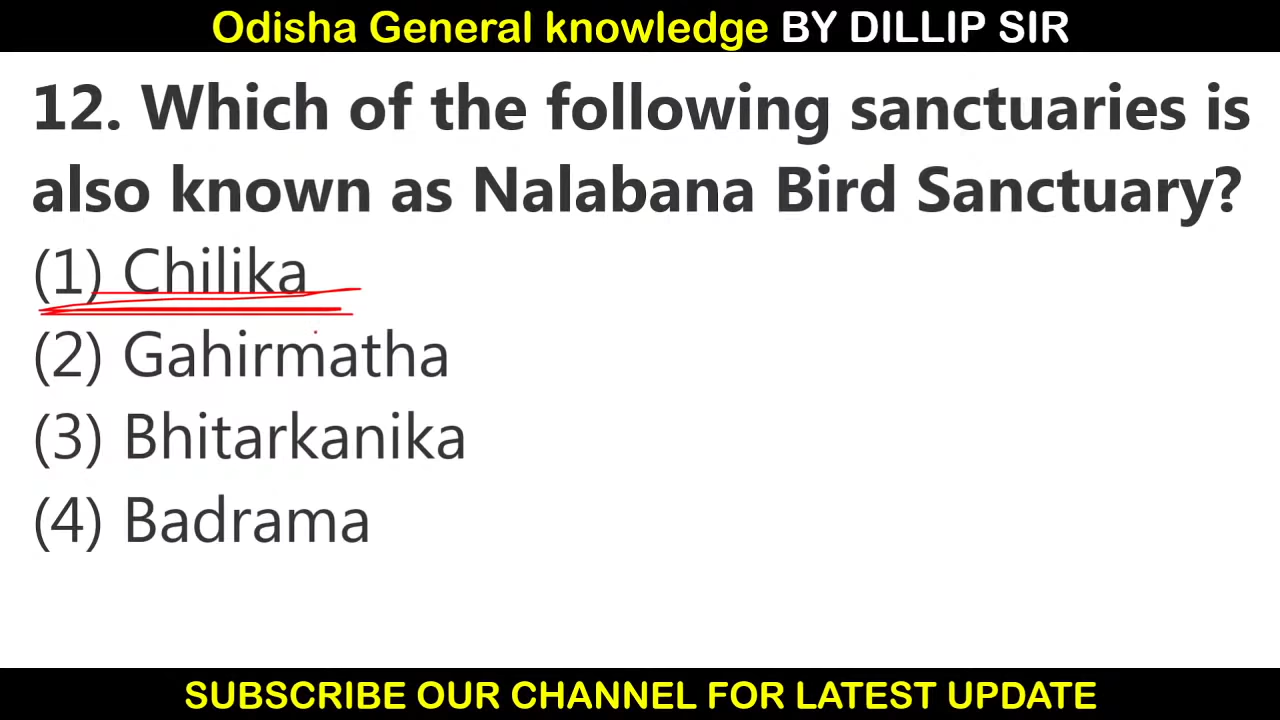 Odisha General knowledge BY DILLIP SIR
12. Which of the following sanctuaries is
also known as Nalabana Bird Sanctuary?
(1) Chilika
(2) Gahirmatha
(3) Bhitarkanika
(4) Badrama
SUBSCRIBE OUR CHANNEL FOR LATEST UPDATE